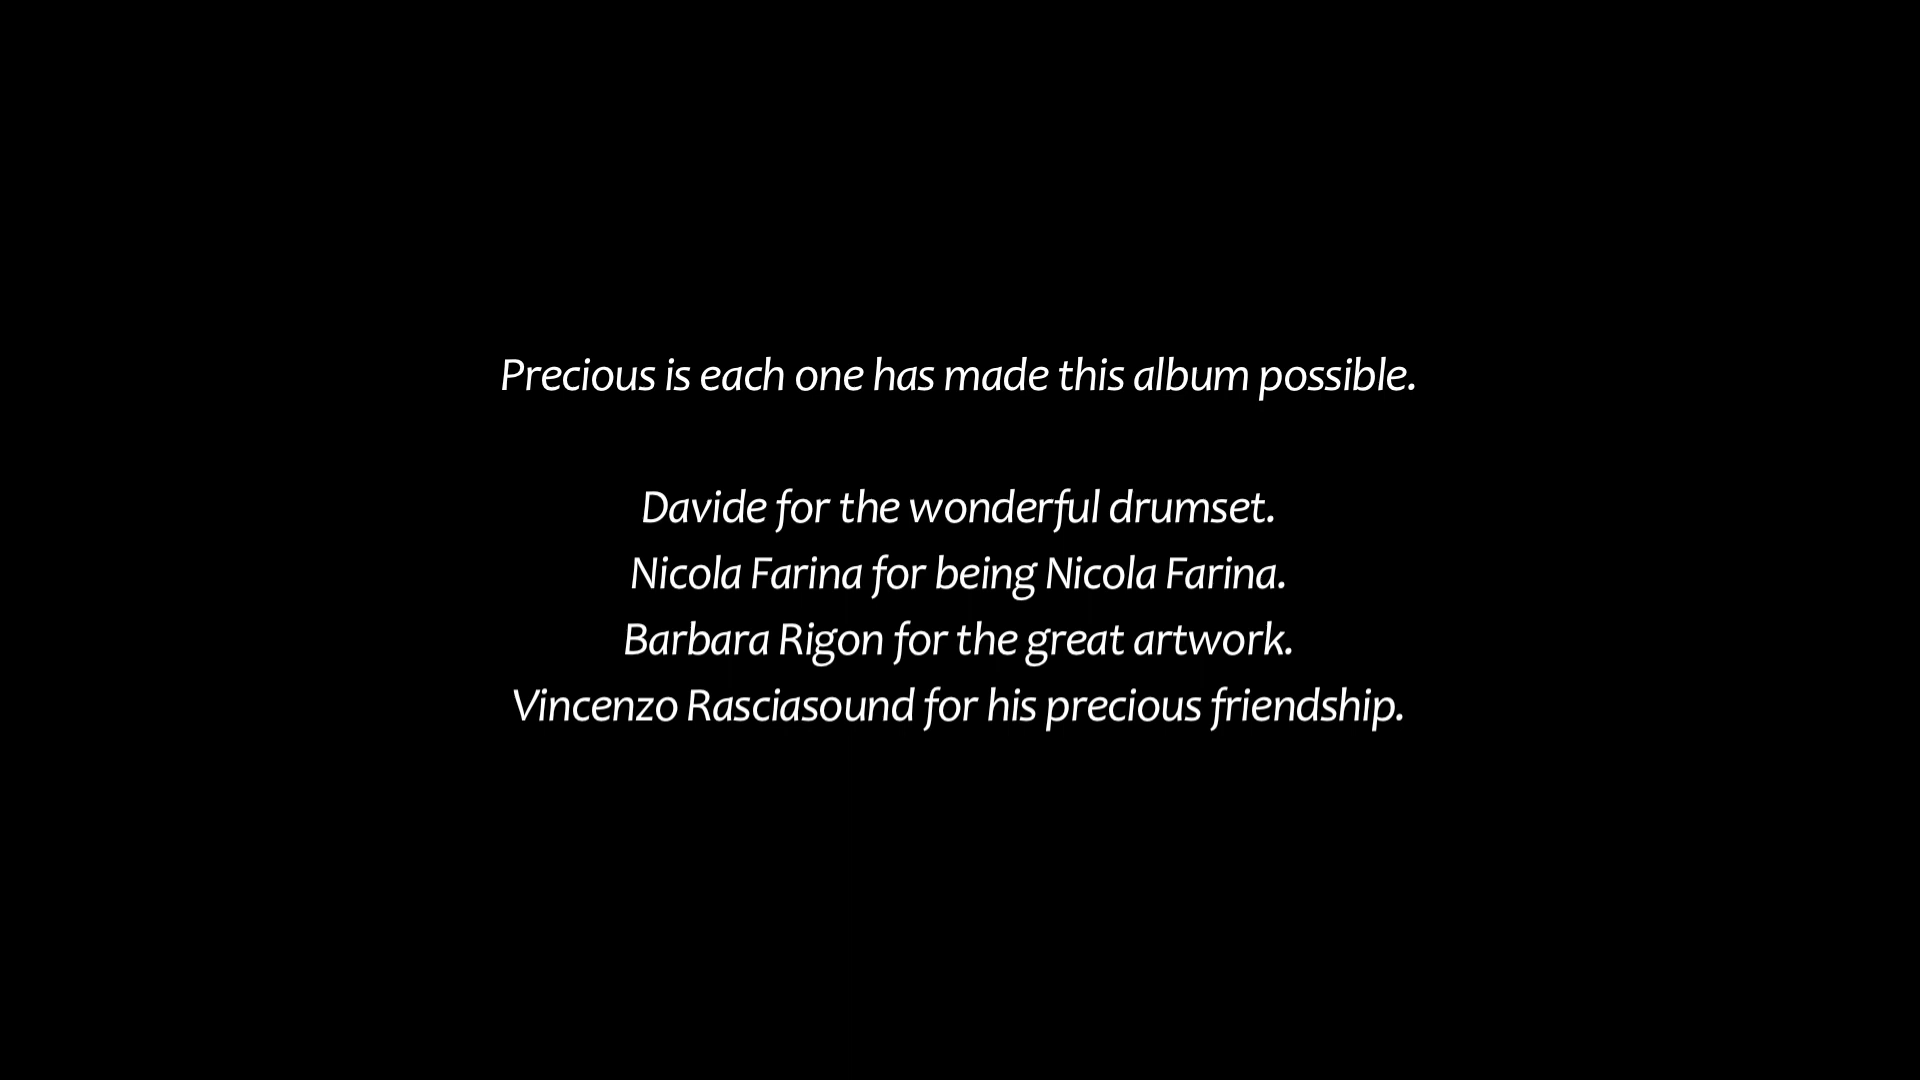 Precious is each one has made this album possible.
Davide for the wonderful drumset.
Nicola Farina for being Nicola Farina.
Barbara Rigon for the great artwork.
Vincenzo Rasciasound for his precious friendship.